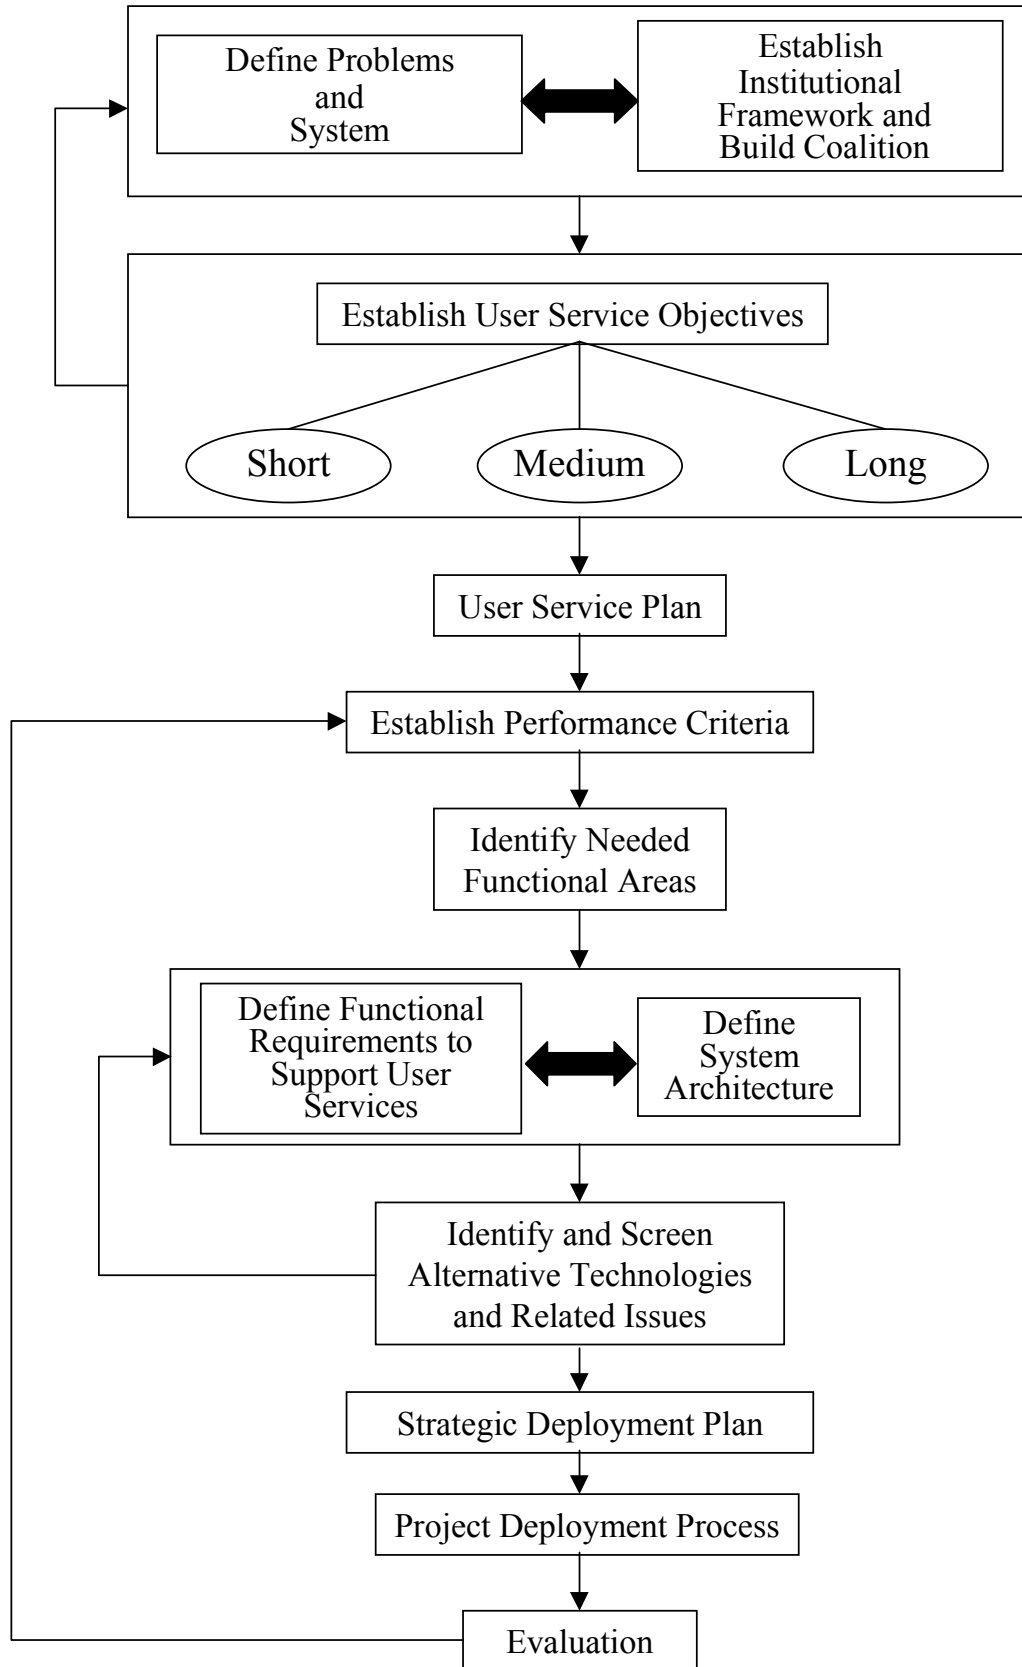 Define Problems
and
System
Establish
Institutional
Framework and
Build Coalition
Establish User Service Objectives
Short
Medium
Long
User Service Plan
Establish Performance Criteria
Identify Needed
Functional Areas
Define Functional
Requirements to
Support User
Services
Define
System
Architecture
Identify and Screen
Alternative Technologies
and Related Issues
Strategic Deployment Plan
Project Deployment Process
Evaluation